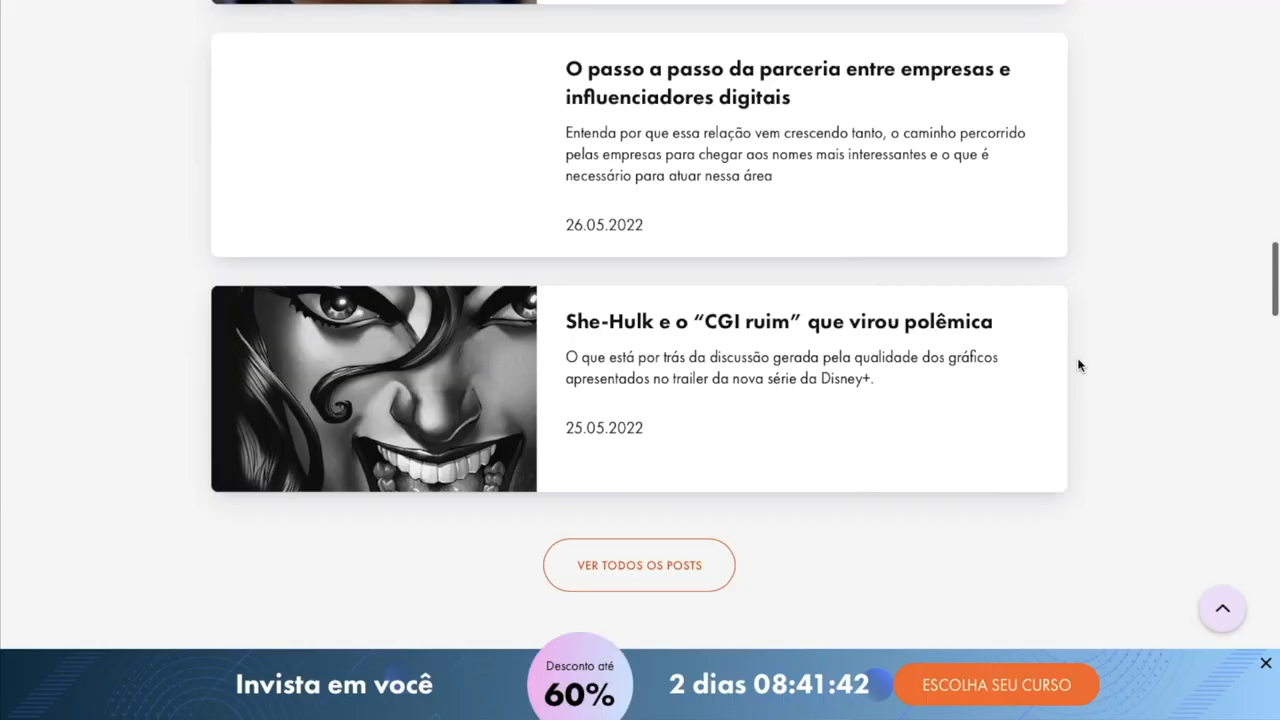 O passo a passo da parceria entre empresas e
influenciadores digitais
Entenda por que essa relação vem crescendo tanto, o caminho percorrido
pelas empresas para chegar aos nomes mais interessantes e o que é
necessário para atuar nessa área
26.05.2022
She-Hulk e o “CGI ruim” que virou polêmica
O que está por trás da discussão gerada pela qualidade dos gráficos
apresentados no trailer da nova série da Disney+.
25.05.2022
VER TODOS OS POSTS
Invista em você
Desconto até
60%
2 dias 08:41:42
ESCOLHA SEU CURSO